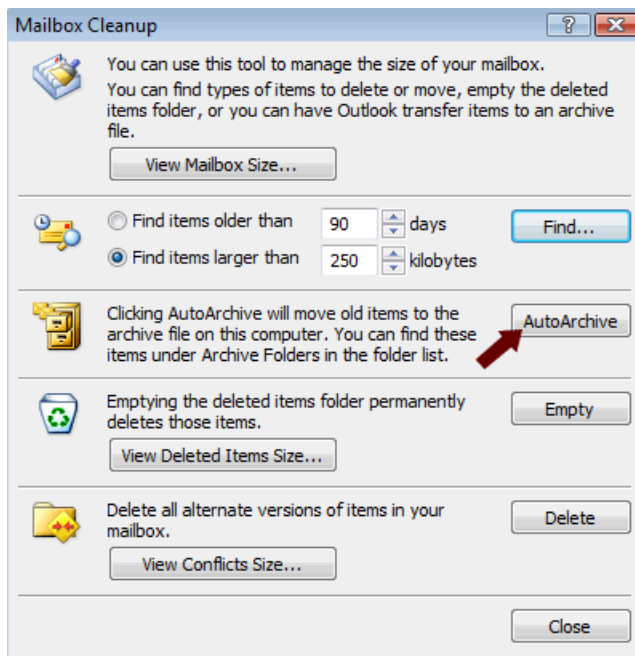 Mailbox Cleanup
You can use this tool to manage the size of your mailbox.
You can find types of items to delete or move, empty the deleted
items folder, or you can have Outlook transfer items to an archive
file.
View Mailbox Size...
Find items older than 90 days
Find...
Find items larger than 250 kilobytes
Clicking AutoArchive will move old items to the
archive file on this computer. You can find these
items under Archive Folders in the folder list.
AutoArchive
Emptying the deleted items folder permanently
deletes those items.
Empty
View Deleted Items Size...
Delete all alternate versions of items in your
mailbox.
Delete
View Conflicts Size...
Close